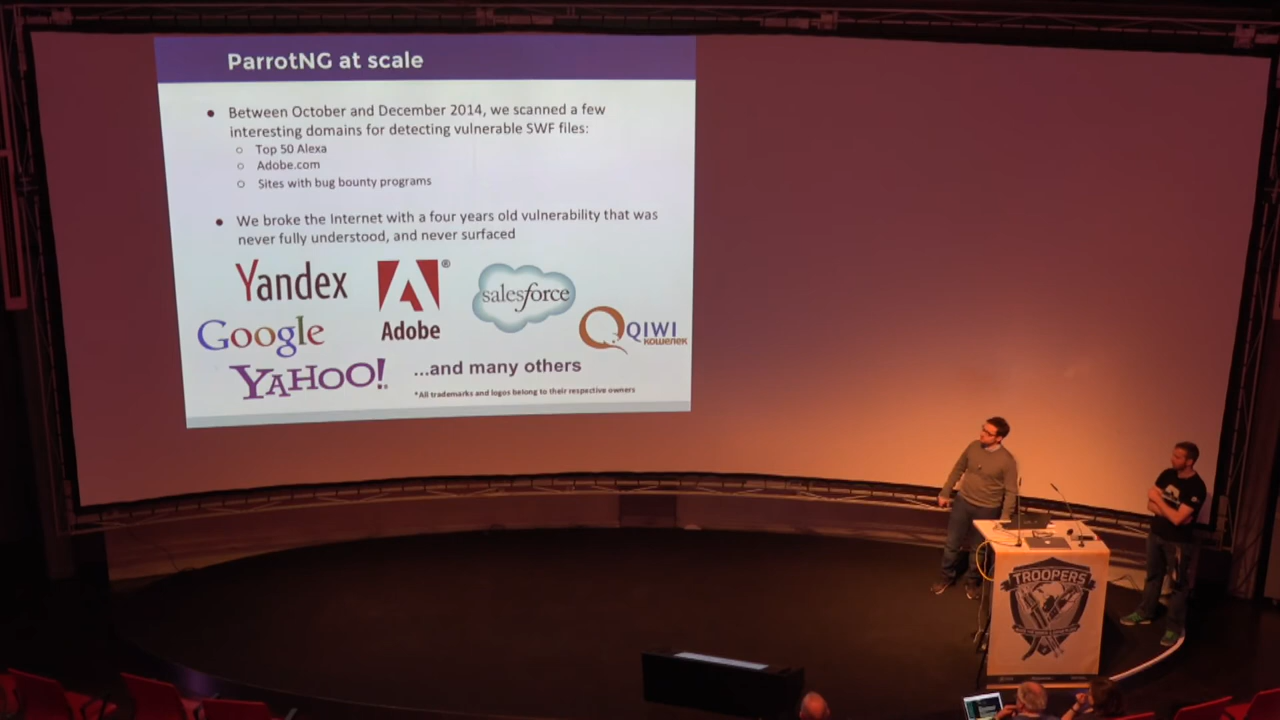 ParrotNG at scale
● Between October and December 2014, we scanned a few
interesting domains for detecting vulnerable SWF files:
○ Top 50 Alexa
○ Adobe.com
○ Sites with bug bounty programs
● We broke the Internet with a four years old vulnerability that was
never fully understood, and never surfaced
Yandex
Adobe®
salesforce
Google
QIWI
КОШЕЛЕК
YAHOO!
...and many others
*All trademarks and logos belong to their respective owners
TROOPERS